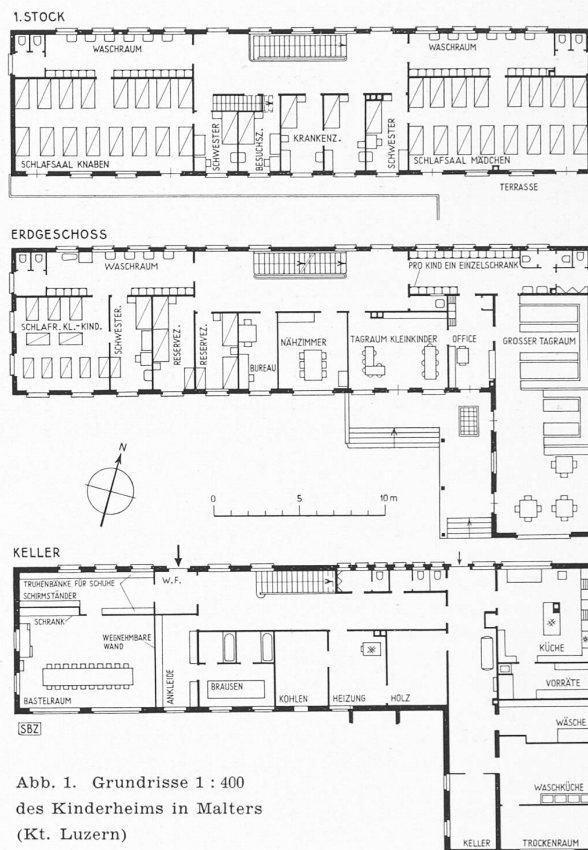 1.STOCK
WASCHRAUM
WASCHRAUM
SCHWESTER
BESUCHSZ.
KRANKENZ.
SCHWESTER
SCHLAFSAAL KNABEN
SCHLAFSAAL MÄDCHEN
TERRASSE
ERDGESCHOSS
WASCHRAUM
PRO KIND EIN EINZELSCHRANK
SCHLAFR. KL.-KIND.
SCHWESTER.
RESERVEZ.
RESERVEZ.
BUREAU
NÄHZIMMER
TAGRAUM KLEINKINDER
OFFICE
GROSSER TAGRAUM
N
0 5 10 m
KELLER
TRUHENBÄNKE FÜR SCHUHE
SCHIRMSTÄNDER
W.F.
SCHRANK
WEGNEHMBARE
WAND
BASTELRAUM
ANKLEIDE
BRAUSEN
KOHLEN
HEIZUNG
HOLZ
KÜCHE
VORRÄTE
WÄSCHE
WASCHKÜCHE
KELLER
TROCKENRAUM
SBZ
Abb. 1. Grundrisse 1 : 400
des Kinderheims in Malters
(Kt. Luzern)